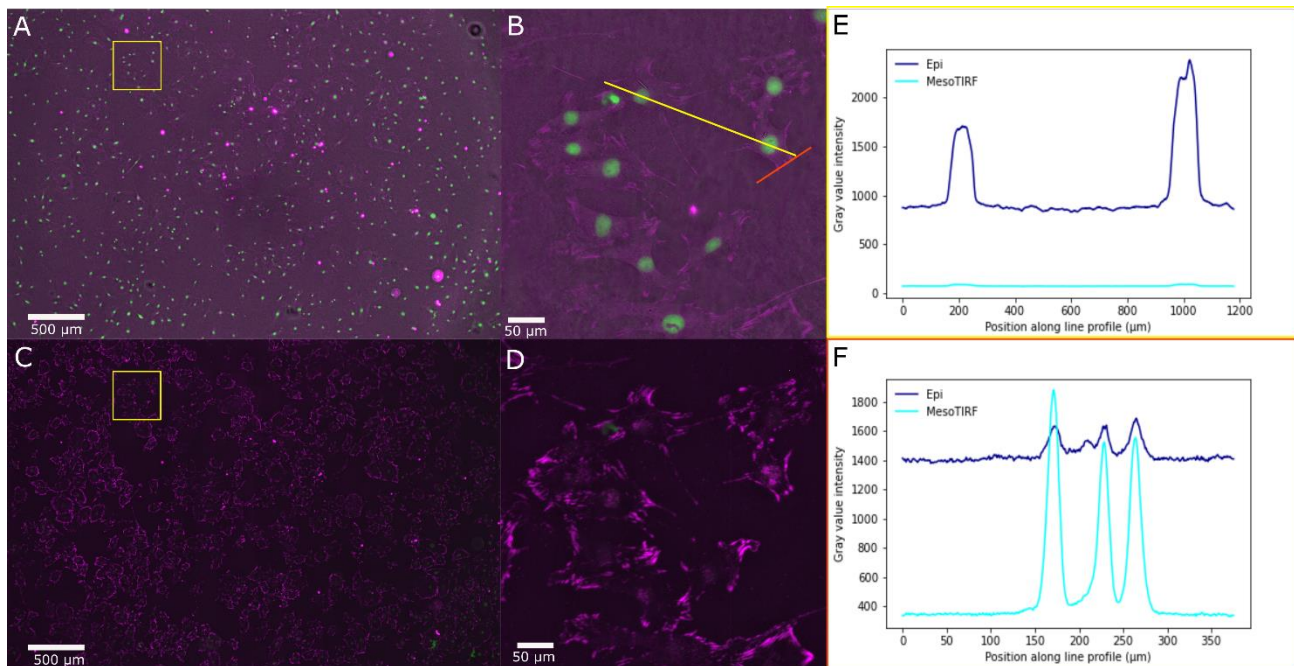 A
500 μm
B
50 μm
C
500 μm
D
50 μm
E
Epi
MesoTIRF
Gray value intensity
2000
1500
1000
500
0
0 200 400 600 800 1000 1200
Position along line profile (μm)
F
Epi
MesoTIRF
Gray value intensity
1800
1600
1400
1200
1000
800
600
400
0 50 100 150 200 250 300 350
Position along line profile (μm)